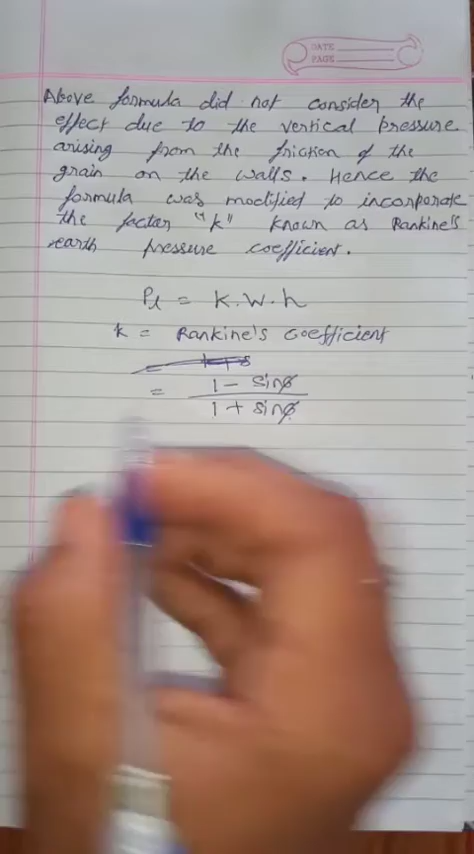 DATE
PAGE
Above formula did not consider the
effect due to the vertical pressure
arising from the friction of the
grain on the walls. Hence the
formula was modified to incorporate
the factor "k" known as Rankine's
earth pressure coefficient.
Pl = k.w.h
k = Rankine's coefficient
= 1 - sinϕ / 1 + sinϕ